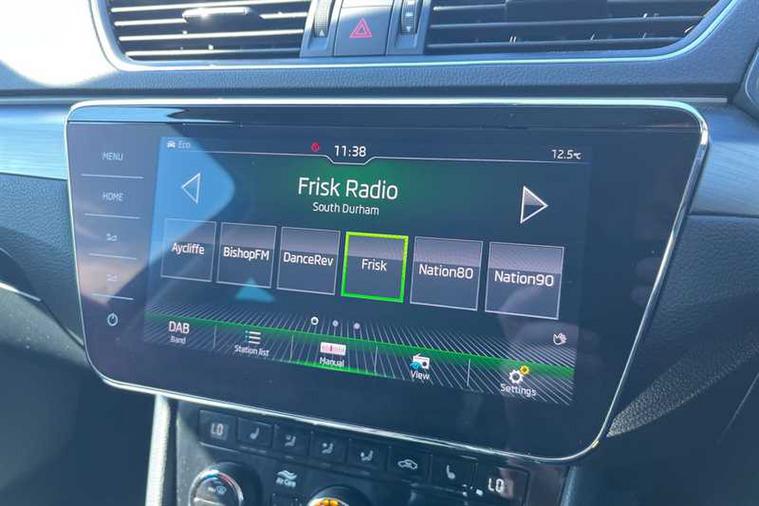 MENU
HOME
Eco
11:38
12.5°C
Frisk Radio
South Durham
Aycliffe
BishopFM
DanceRev
Frisk
Nation80
Nation90
DAB
Band
Station list
Manual
View
Settings
LO
LO
Air Care